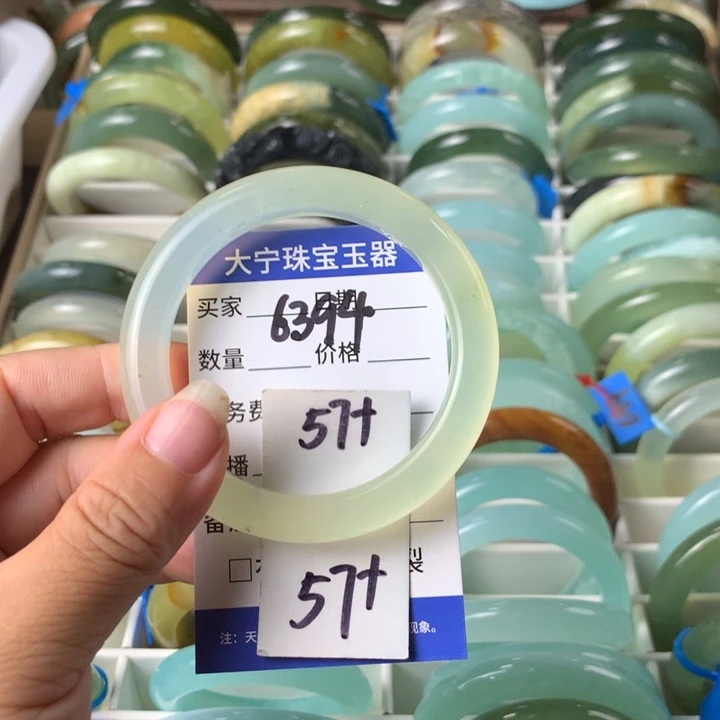 大宁珠宝玉器
买家 日期
6394
数量 价格
务费
57+
播
备
57+
裂
注：天 现象。